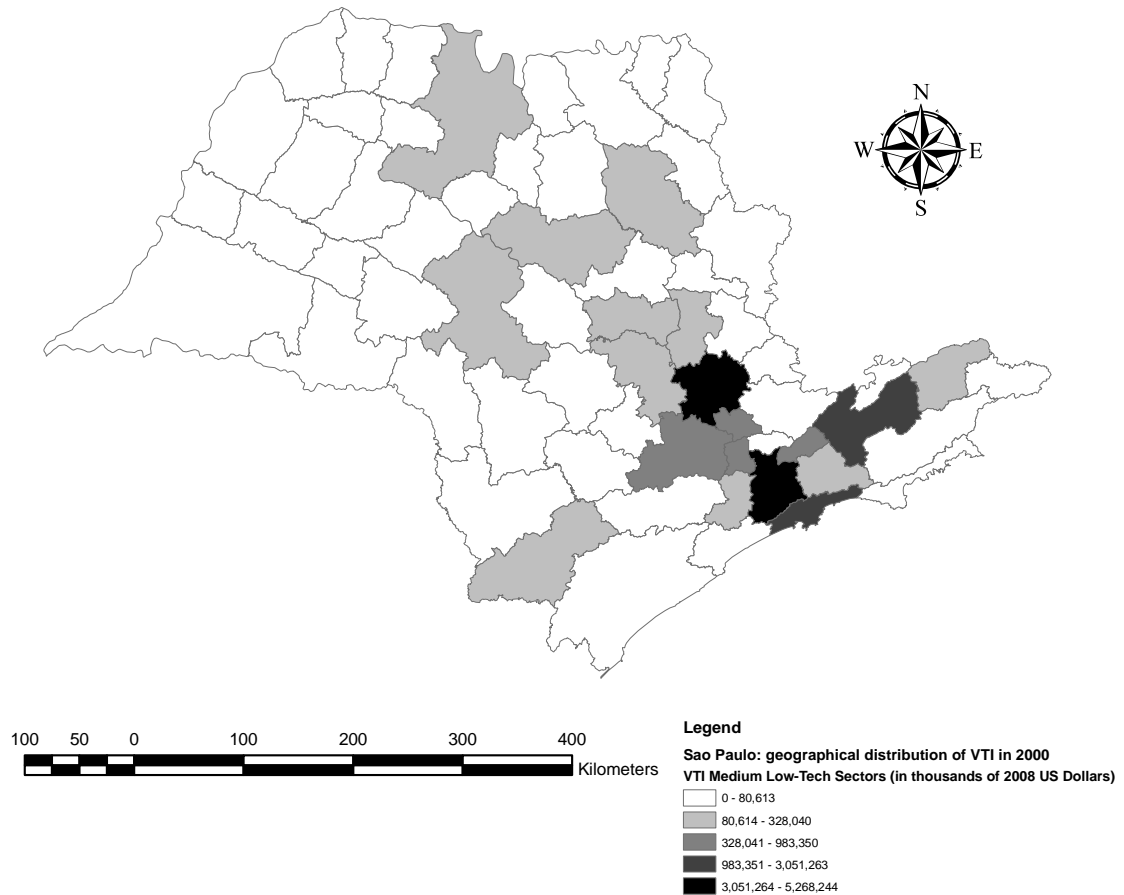 N
W E
S
100 50 0 100 200 300 400
Kilometers
Legend
Sao Paulo: geographical distribution of VTI in 2000
VTI Medium Low-Tech Sectors (in thousands of 2008 US Dollars)
0 - 80,613
80,614 - 328,040
328,041 - 983,350
983,351 - 3,051,263
3,051,264 - 5,268,244